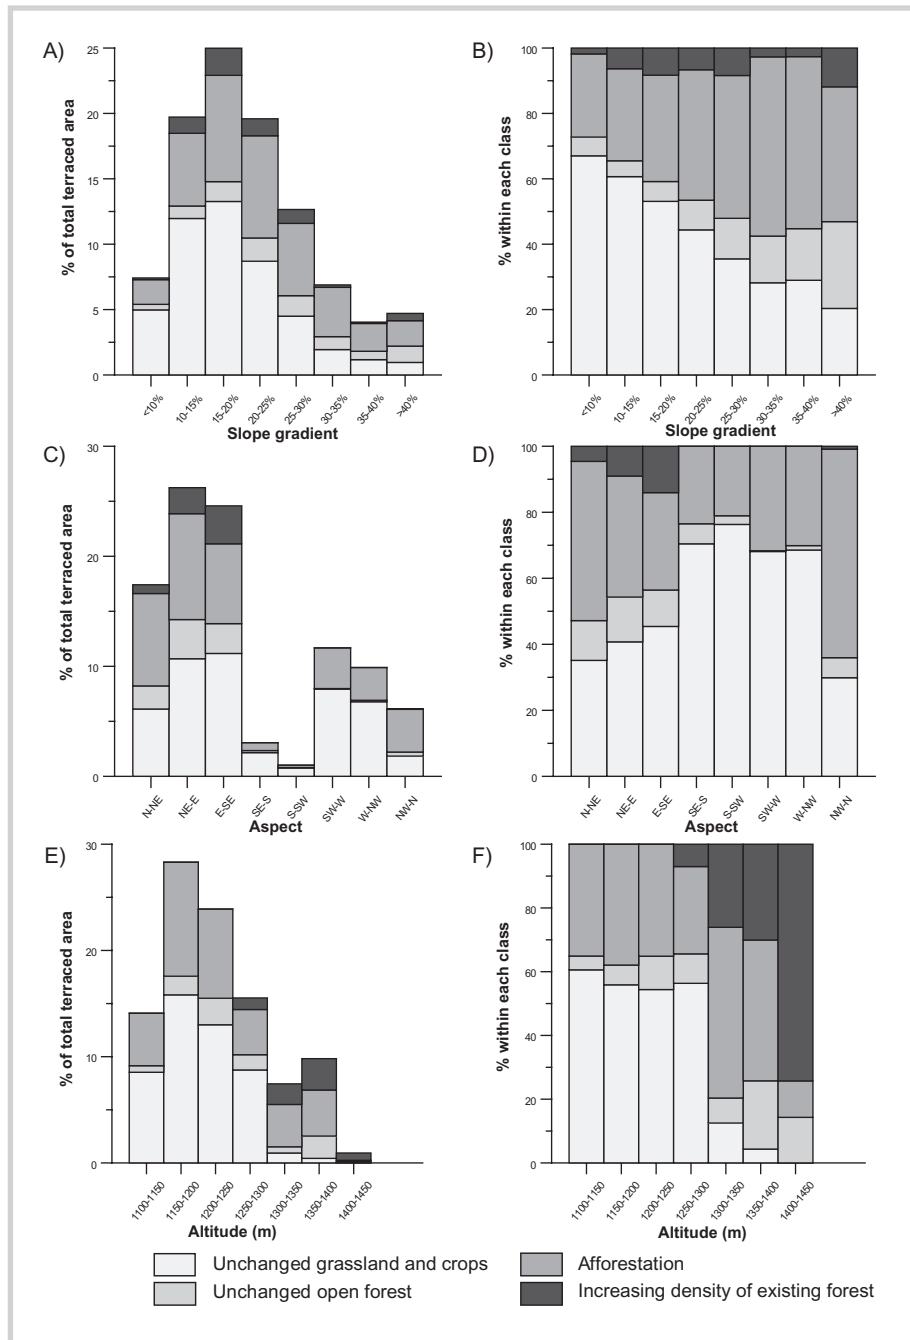 A)
25
20
15
10
5
0
% of total terraced area
<10%
10-15%
15-20%
20-25%
25-30%
30-35%
35-40%
>40%
Slope gradient
B)
100
80
60
40
20
0
% within each class
<10%
10-15%
15-20%
20-25%
25-30%
30-35%
35-40%
>40%
Slope gradient
C)
30
20
10
0
% of total terraced area
N-NE
NE-E
E-SE
SE-S
S-SW
SW-W
W-NW
NW-N
Aspect
D)
100
80
60
40
20
0
% within each class
N-NE
NE-E
E-SE
SE-S
S-SW
SW-W
W-NW
NW-N
Aspect
E)
30
20
10
0
% of total terraced area
1100-1150
1150-1200
1200-1250
1250-1300
1300-1350
1350-1400
1400-1450
Altitude (m)
F)
100
80
60
40
20
0
% within each class
1100-1150
1150-1200
1200-1250
1250-1300
1300-1350
1350-1400
1400-1450
Altitude (m)
Unchanged grassland and crops
Unchanged open forest
Afforestation
Increasing density of existing forest